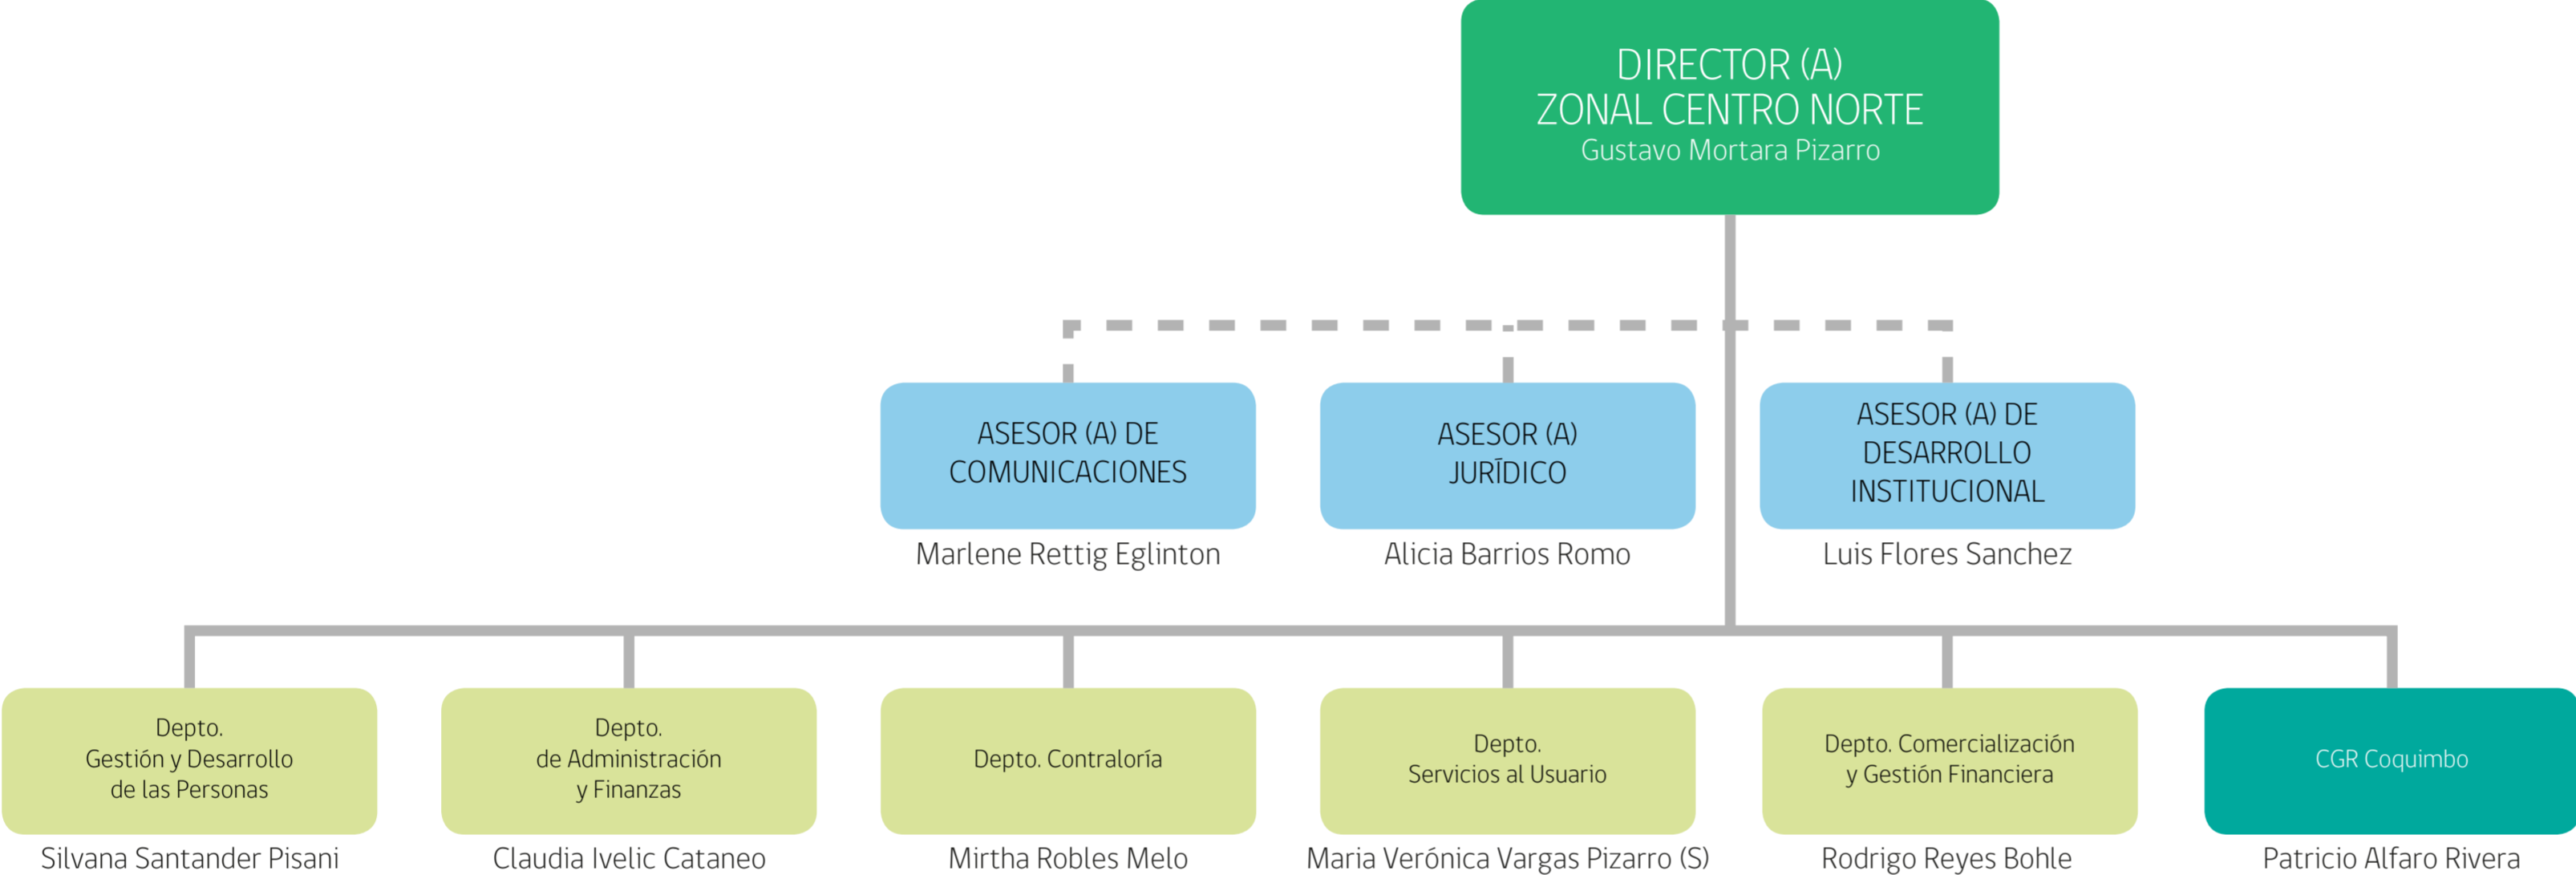 DIRECTOR (A)
ZONAL CENTRO NORTE
Gustavo Mortara Pizarro
ASESOR (A) DE
COMUNICACIONES
Marlene Rettig Eglinton
ASESOR (A)
JURÍDICO
Alicia Barrios Romo
ASESOR (A) DE
DESARROLLO
INSTITUCIONAL
Luis Flores Sanchez
Depto.
Gestión y Desarrollo
de las Personas
Silvana Santander Pisani
Depto.
de Administración
y Finanzas
Claudia Ivelic Cataneo
Depto. Contraloría
Mirtha Robles Melo
Depto.
Servicios al Usuario
Maria Verónica Vargas Pizarro (S)
Depto. Comercialización
y Gestión Financiera
Rodrigo Reyes Bohle
CGR Coquimbo
Patricio Alfaro Rivera